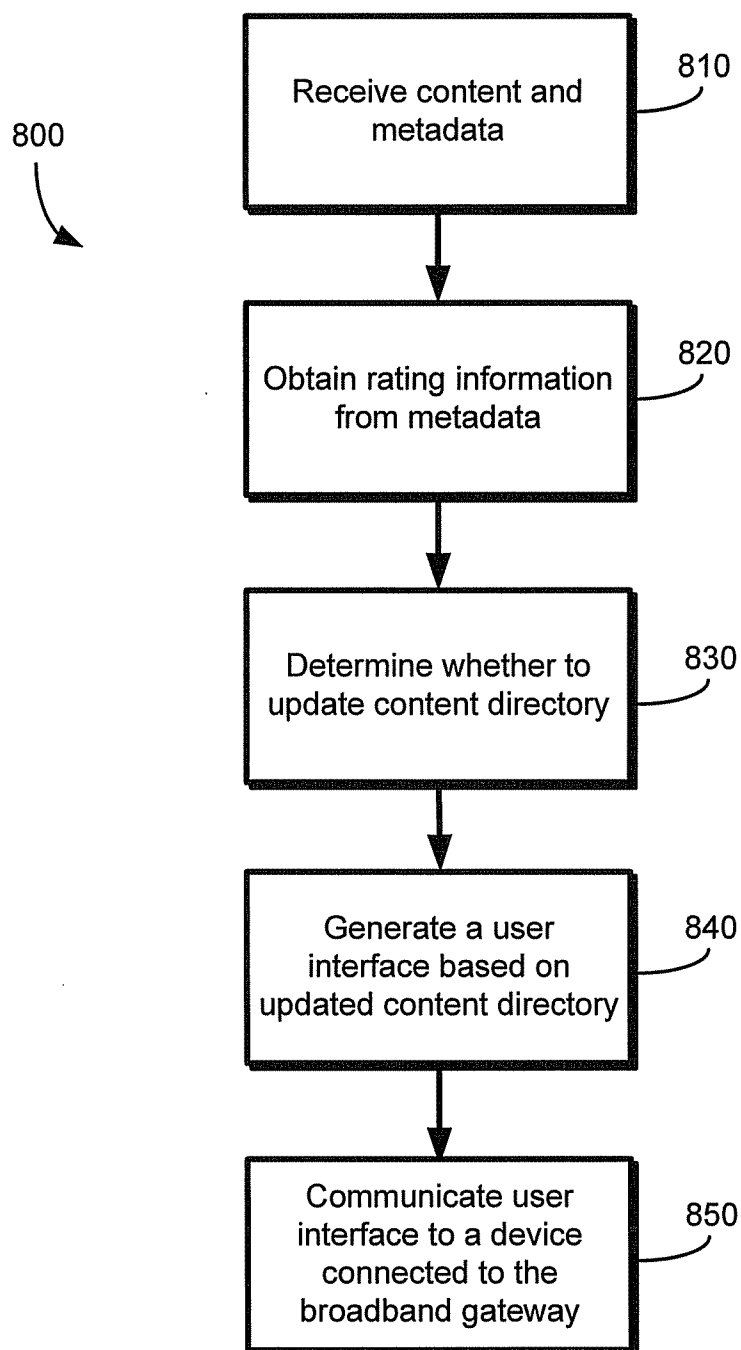 800
Receive content and
metadata
810
Obtain rating information
from metadata
820
Determine whether to
update content directory
830
Generate a user
interface based on
updated content directory
840
Communicate user
interface to a device
connected to the
broadband gateway
850